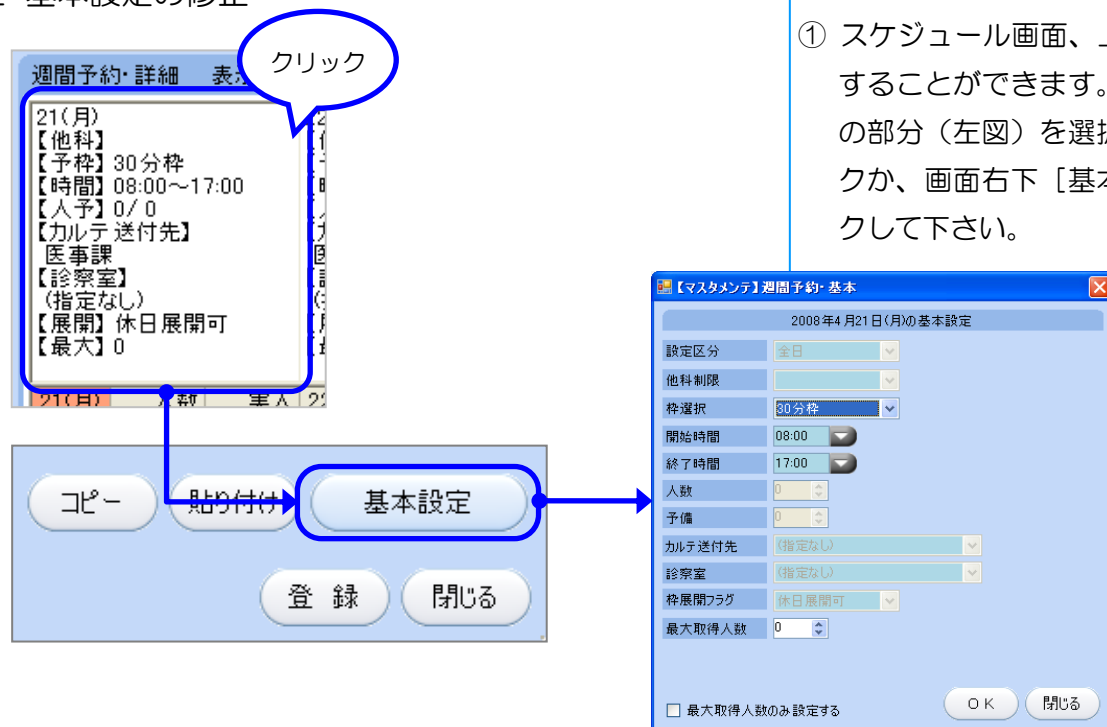 基本設定の修正
クリック
週間予約・詳細
21(月)
【他科】
【予枠】30分枠
【時間】08:00～17:00
【人予】0/ 0
【カルテ送付先】
医事課
【診察室】
(指定なし)
【展開】休日展開可
【最大】0
21(月) 人数
コピー 貼り付け 基本設定
登 録 閉じる
① スケジュール画面、
することができます。
の部分（左図）を選
クか、画面右下［基
クして下さい。
【マスタメンテ】週間予約・基本
2008年4月21日(月)の基本設定
設定区分 全日
他科制限
枠選択 30分枠
開始時間 08:00
終了時間 17:00
人数 0
予備 0
カルテ送付先 (指定なし)
診察室 (指定なし)
枠展開フラグ 休日展開可
最大取得人数 0
最大取得人数のみ設定する
ＯＫ 閉じる